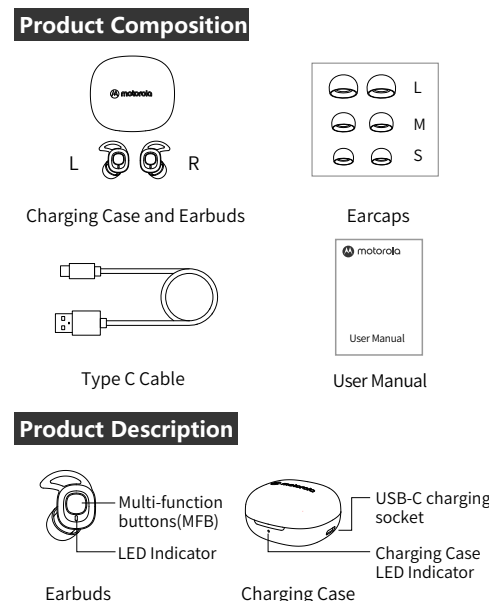 Product Composition
motorola
L
R
L
M
S
Charging Case and Earbuds
Earcaps
motorola
User Manual
Type C Cable
User Manual
Product Description
motorola
Multi-function
buttons(MFB)
LED Indicator
Earbuds
USB-C charging
socket
Charging Case
LED Indicator
Charging Case